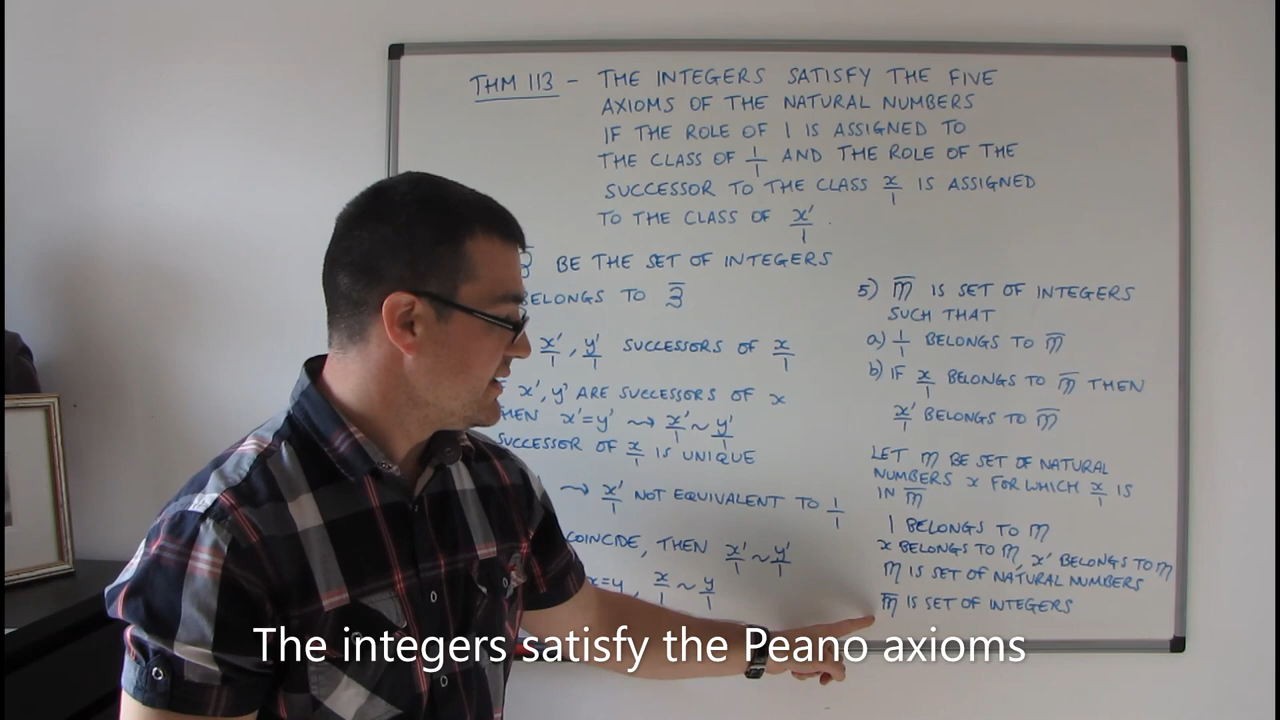 THM 113 - THE INTEGERS SATISFY THE FIVE
AXIOMS OF THE NATURAL NUMBERS
IF THE ROLE OF 1 IS ASSIGNED TO
THE CLASS OF 1/1 AND THE ROLE OF THE
SUCCESSOR TO THE CLASS x/1 IS ASSIGNED
TO THE CLASS OF x'/1.
BE THE SET OF INTEGERS
BELONGS TO
x'/1, y'/1 SUCCESSORS OF x/1
x', y' ARE SUCCESSORS OF x
THEN x'=y' ⇝ x'/1 ~ y'/1
SUCCESSOR OF x/1 IS UNIQUE
⇝ x'/1 NOT EQUIVALENT TO 1/1
COINCIDE, THEN x'/1 ~ y'/1
x=y, x/1 ~ y/1
5) M̅ IS SET OF INTEGERS
SUCH THAT
a) 1/1 BELONGS TO M̅
b) IF x/1 BELONGS TO M̅ THEN
x'/1 BELONGS TO M̅
LET M BE SET OF NATURAL
NUMBERS x FOR WHICH x/1 IS
IN M̅
1 BELONGS TO M
x BELONGS TO M, x' BELONGS TO M
M IS SET OF NATURAL NUMBERS
M̅ IS SET OF INTEGERS
The integers satisfy the Peano axioms